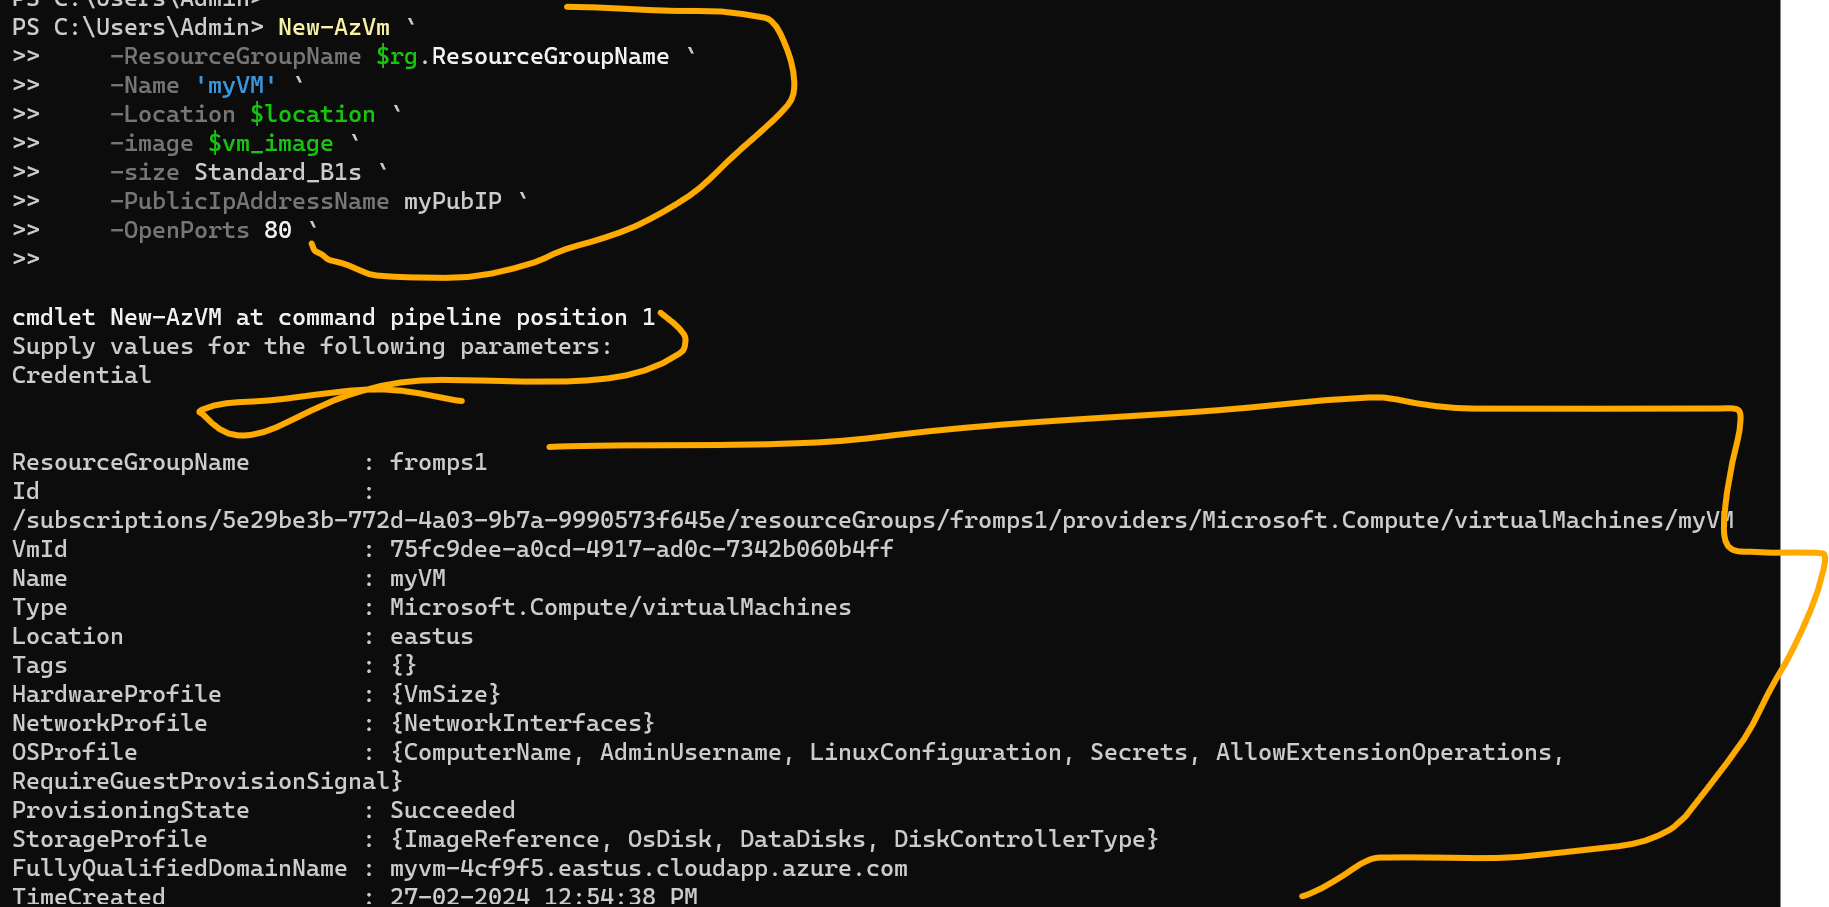 PS C:\Users\Admin>
PS C:\Users\Admin> New-AzVm `
>>     -ResourceGroupName $rg.ResourceGroupName `
>>     -Name 'myVM' `
>>     -Location $location `
>>     -image $vm_image `
>>     -size Standard_B1s `
>>     -PublicIpAddressName myPubIP `
>>     -OpenPorts 80 `
>>
cmdlet New-AzVM at command pipeline position 1
Supply values for the following parameters:
Credential
ResourceGroupName        : fromps1
Id                       :
/subscriptions/5e29be3b-772d-4a03-9b7a-9990573f645e/resourceGroups/fromps1/providers/Microsoft.Compute/virtualMachines/myVM
VmId                     : 75fc9dee-a0cd-4917-ad0c-7342b060b4ff
Name                     : myVM
Type                     : Microsoft.Compute/virtualMachines
Location                 : eastus
Tags                     : {}
HardwareProfile          : {VmSize}
NetworkProfile           : {NetworkInterfaces}
OSProfile                : {ComputerName, AdminUsername, LinuxConfiguration, Secrets, AllowExtensionOperations,
RequireGuestProvisionSignal}
ProvisioningState        : Succeeded
StorageProfile           : {ImageReference, OsDisk, DataDisks, DiskControllerType}
FullyQualifiedDomainName : myvm-4cf9f5.eastus.cloudapp.azure.com
TimeCreated              : 27-02-2024 12:54:38 PM